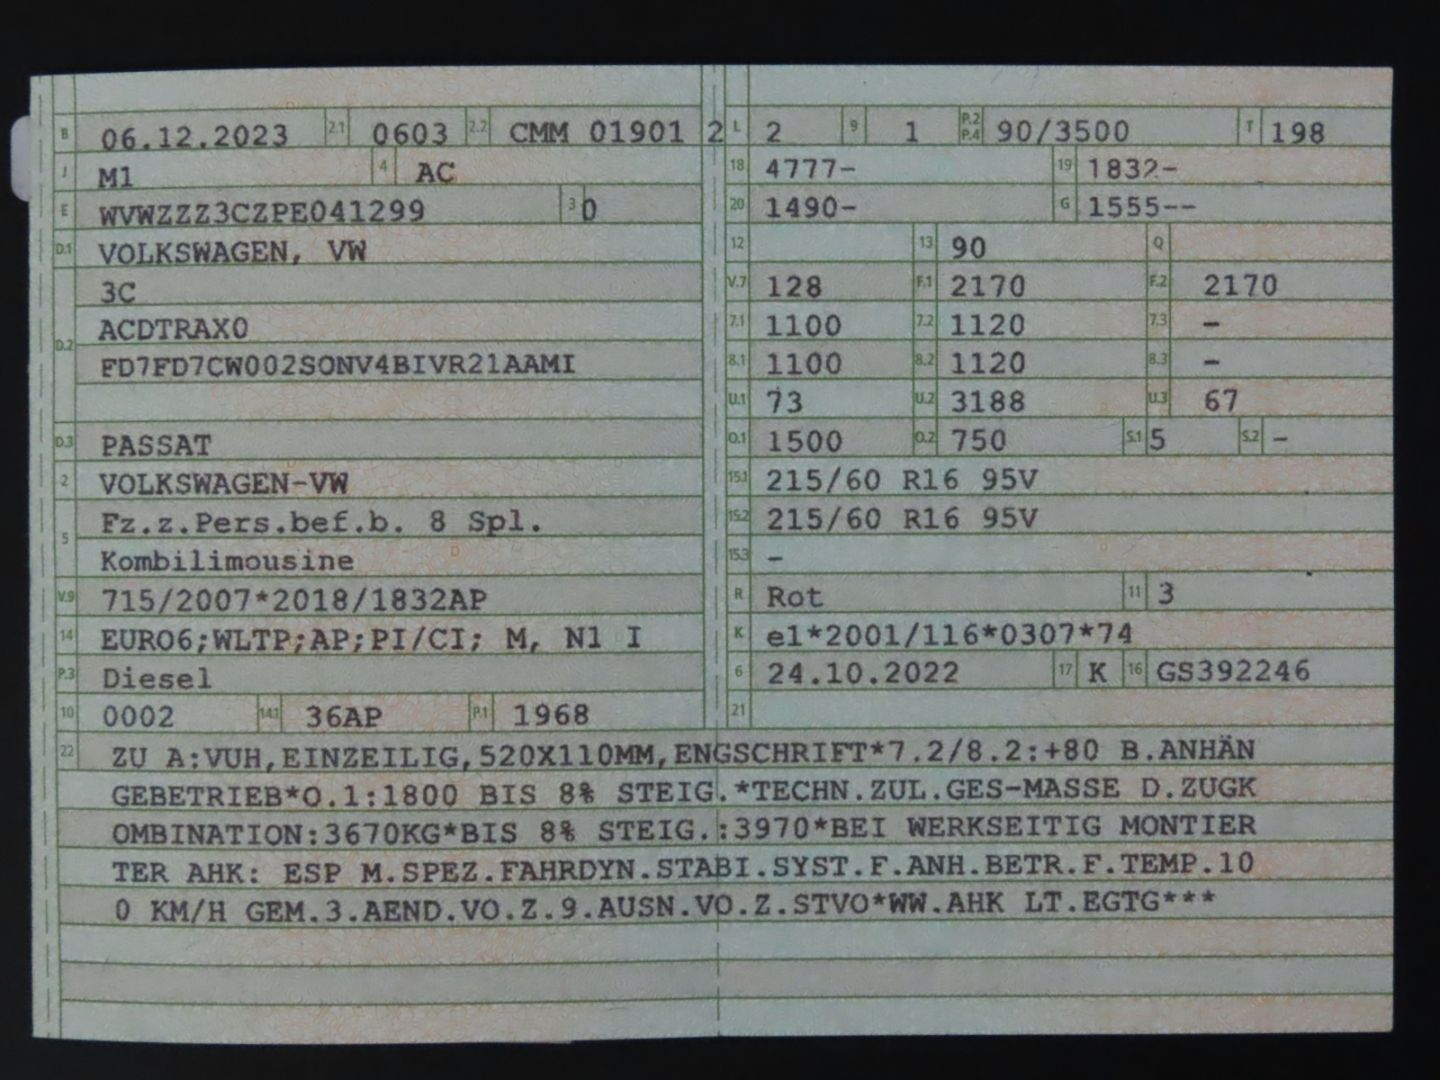 B 06.12.2023 2.1 0603 2.2 CMM 01901 2
J M1 4 AC
E WVWZZZ3CZPE041299 3 0
D.1 VOLKSWAGEN, VW
3C
D.2 ACDTRAX0
FD7FD7CW002SONV4BIVR21AAMI
D.3 PASSAT
2 VOLKSWAGEN-VW
5 Fz.z.Pers.bef.b. 8 Spl.
Kombilimousine
V.9 715/2007*2018/1832AP
14 EURO6;WLTP;AP;PI/CI; M, N1 I
P.3 Diesel
10 0002 14.1 36AP P.1 1968
L 2 9 1 P.2 P.4 90/3500 T 198
18 4777- 19 1832-
20 1490- G 1555--
12 13 90 Q
V.7 128 F.1 2170 F.2 2170
7.1 1100 7.2 1120 7.3 -
8.1 1100 8.2 1120 8.3 -
U.1 73 U.2 3188 U.3 67
O.1 1500 O.2 750 S.1 5 S.2 -
15.1 215/60 R16 95V
15.2 215/60 R16 95V
15.3 -
R Rot 11 3
K e1*2001/116*0307*74
6 24.10.2022 17 K 16 GS392246
21
22 ZU A:VUH,EINZEILIG,520X110MM,ENGSCHRIFT*7.2/8.2:+80 B.ANHÄN
GEBETRIEB*O.1:1800 BIS 8% STEIG.*TECHN.ZUL.GES-MASSE D.ZUGK
OMBINATION:3670KG*BIS 8% STEIG.:3970*BEI WERKSEITIG MONTIER
TER AHK: ESP M.SPEZ.FAHRDYN.STABI.SYST.F.ANH.BETR.F.TEMP.10
0 KM/H GEM.3.AEND.VO.Z.9.AUSN.VO.Z.STVO*WW.AHK LT.EGTG***